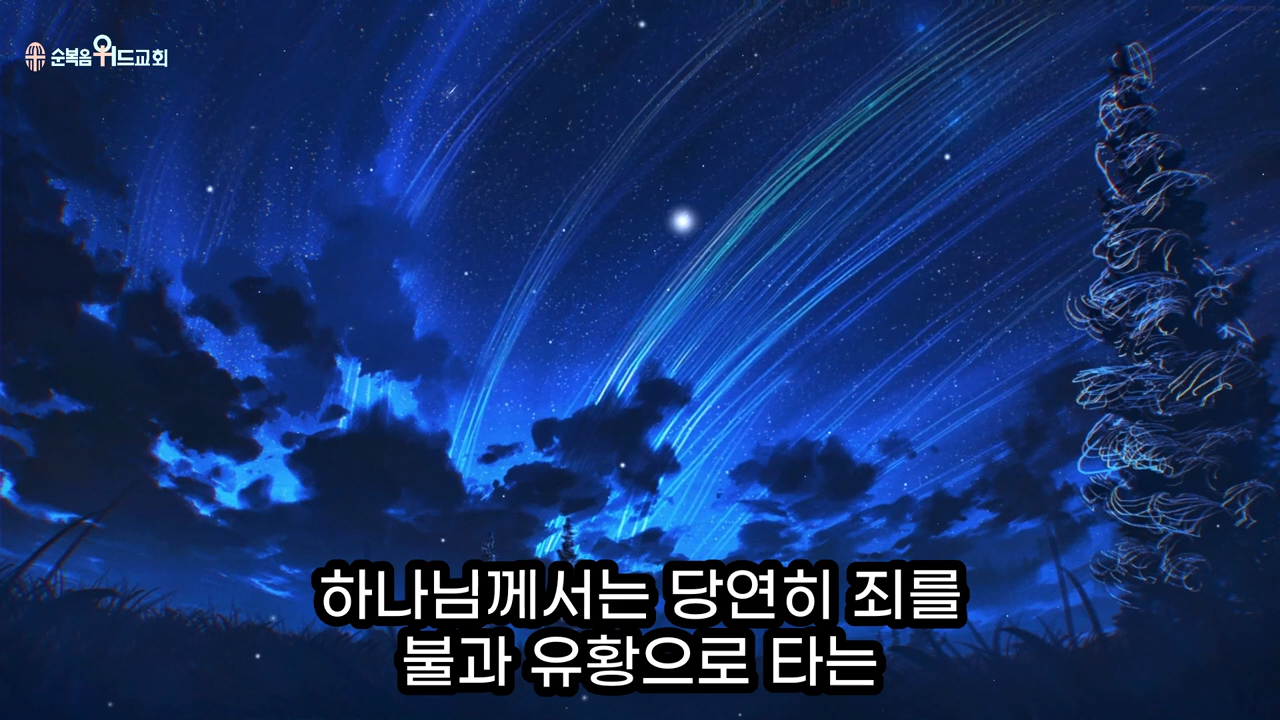 순복음워드교회
하나님께서는 당연히 죄를
불과 유황으로 타는